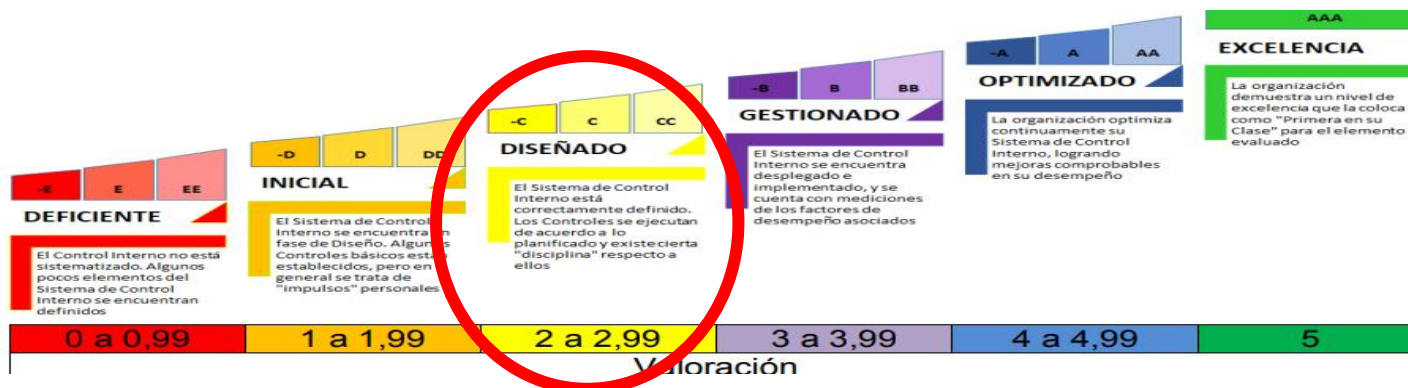 -E E EE
DEFICIENTE
El Control Interno no está
sistematizado. Algunos
pocos elementos del
Sistema de Control
Interno se encuentran
definidos
0 a 0,99
-D D DD
INICIAL
El Sistema de Control
Interno se encuentra en
fase de Diseño. Algunos
Controles básicos están
establecidos, pero en
general se trata de
"impulsos" personales
1 a 1,99
-C C CC
DISEÑADO
El Sistema de Control
Interno está
correctamente definido.
Los Controles se ejecutan
de acuerdo a lo
planificado y existe cierta
"disciplina" respecto a
ellos
2 a 2,99
-B B BB
GESTIONADO
El Sistema de Control
Interno se encuentra
desplegado e
implementado, y se
cuenta con mediciones
de los factores de
desempeño asociados
3 a 3,99
-A A AA
OPTIMIZADO
La organización optimiza
continuamente su
Sistema de Control
Interno, logrando
mejoras comprobables
en su desempeño
4 a 4,99
AAA
EXCELENCIA
La organización
demuestra un nivel de
excelencia que la coloca
como "Primera en su
Clase" para el elemento
evaluado
5
Valoración